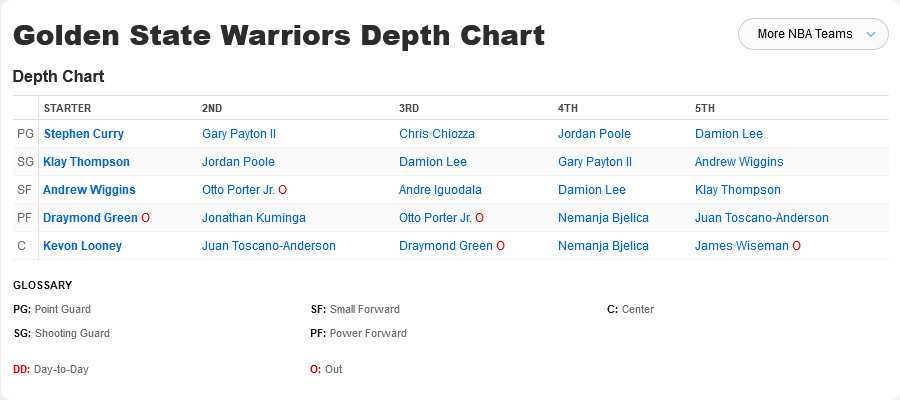 Golden State Warriors Depth Chart
More NBA Teams
Depth Chart
STARTER 2ND 3RD 4TH 5TH
PG Stephen Curry Gary Payton II Chris Chiozza Jordan Poole Damion Lee
SG Klay Thompson Jordan Poole Damion Lee Gary Payton II Andrew Wiggins
SF Andrew Wiggins Otto Porter Jr. O Andre Iguodala Damion Lee Klay Thompson
PF Draymond Green O Jonathan Kuminga Otto Porter Jr. O Nemanja Bjelica Juan Toscano-Anderson
C Kevon Looney Juan Toscano-Anderson Draymond Green O Nemanja Bjelica James Wiseman O
GLOSSARY
PG: Point Guard SF: Small Forward C: Center
SG: Shooting Guard PF: Power Forward
DD: Day-to-Day O: Out